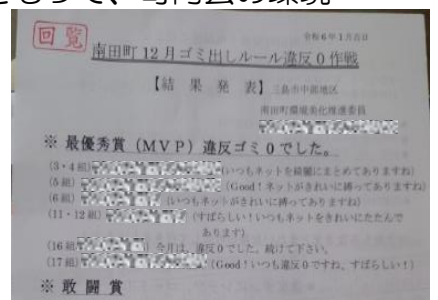 回覧
令和6年1月吉日
南田町12月ゴミ出しルール違反0作戦
【結果発表】三島市中部地区
南田町環境美化推進委員
※ 最優秀賞（MVP）違反ゴミ0でした。
(3・4組) (いつもネットを綺麗にまとめてありますね)
(5組) (Good！ネットがきれいに縛ってありますね)
(6組) (いつもネットがきれいに縛ってありますね)
(11・12組) (すばらしい！いつもネットをきれいにたたんで
あります)
(16組 ) 今月は、違反0でした。続けて下さい。
(17組) (Good！いつも違反0ですね、すばらしい！)
※ 敢闘賞